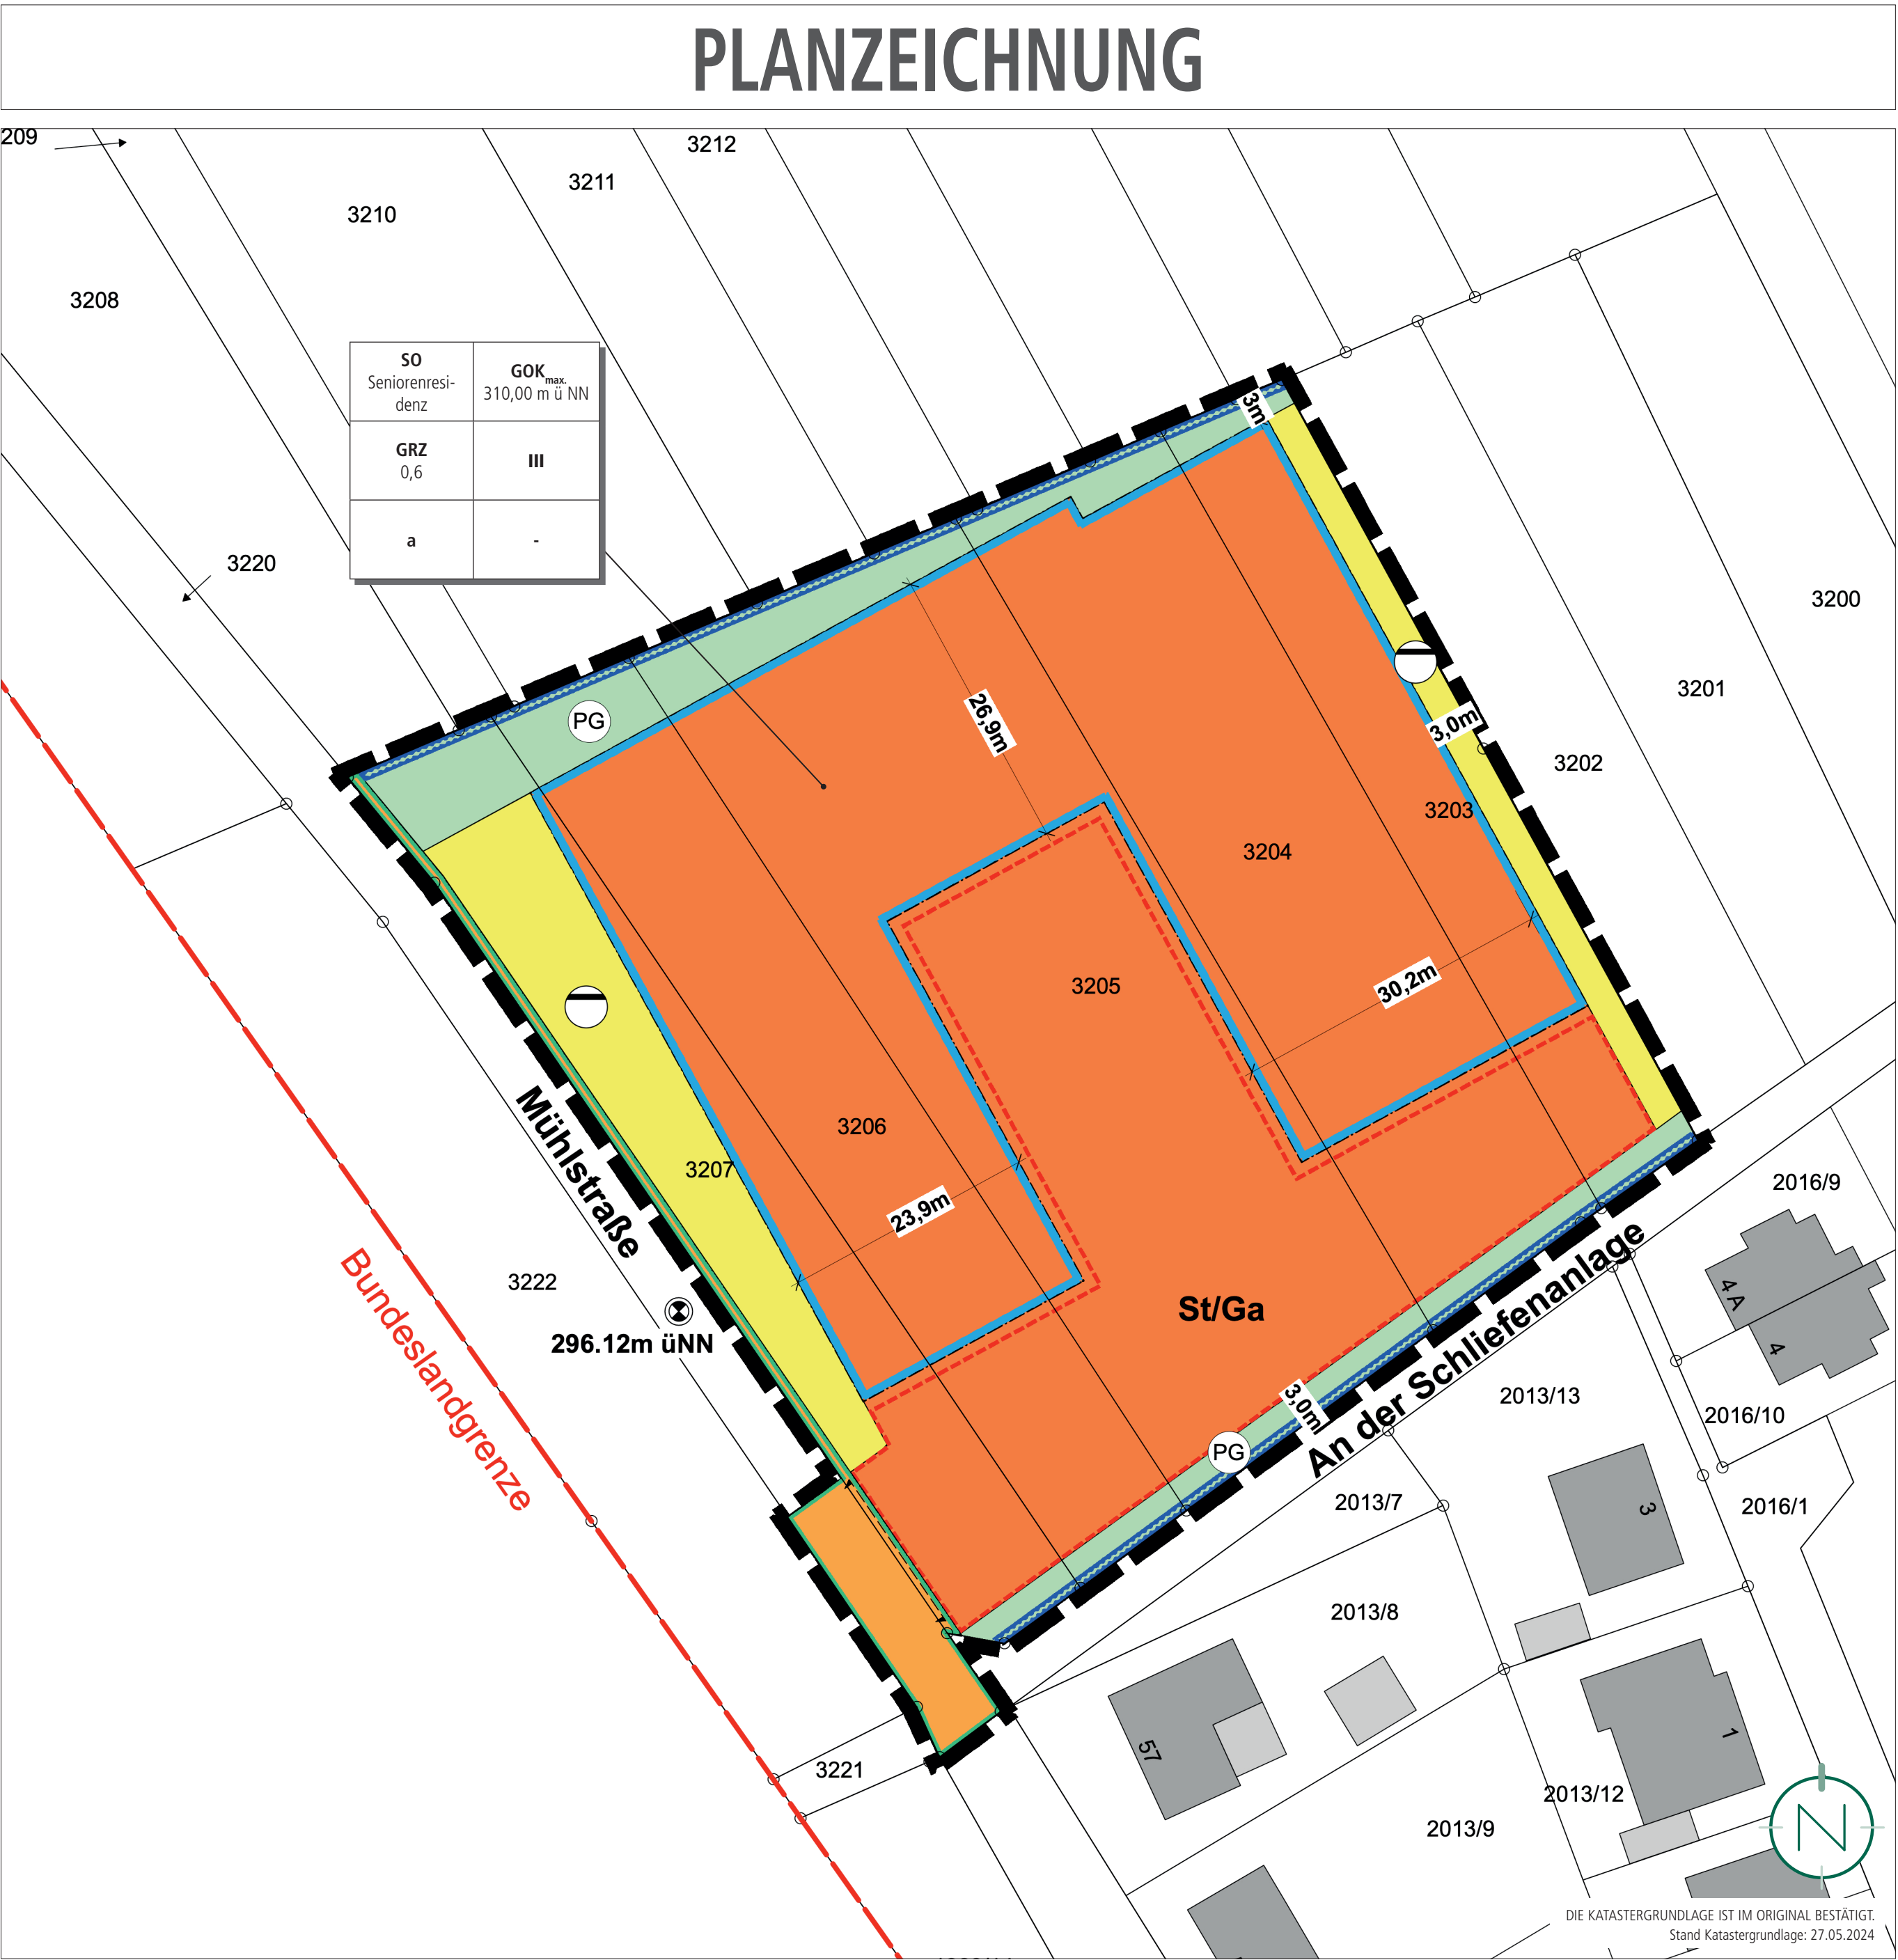 PLANZEICHNUNG
209
3212
3211
3210
3208
SO
Seniorenresi-
denz
GOKmax.
310,00 m ü NN
GRZ
0,6
III
a
-
3m
3220
3200
3201
PG
26,9m
3,0m
3202
3203
3204
3205
30,2m
3206
3207
23,9m
Mühlstraße
3222
296.12m üNN
Bundeslandgrenze
St/Ga
2016/9
4 A
4
An der Schliefenanlage
3,0m
PG
2013/13
2016/10
2013/7
3
2016/1
2013/8
57
1
3221
2013/12
2013/9
N
DIE KATASTERGRUNDLAGE IST IM ORIGINAL BESTÄTIGT.
Stand Katastergrundlage: 27.05.2024